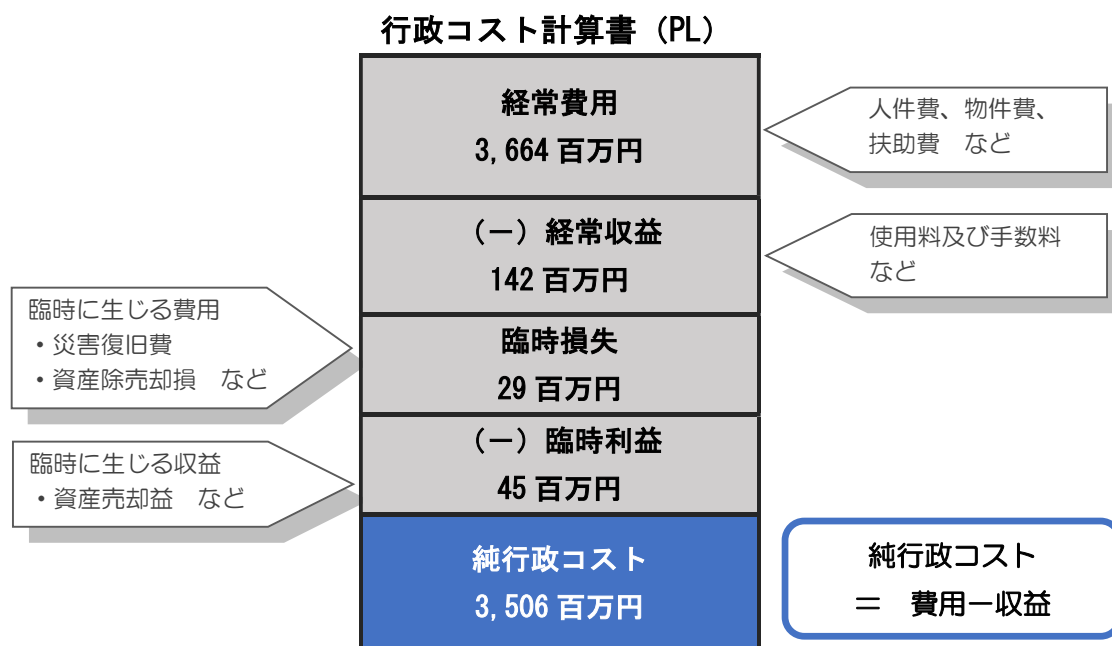 行政コスト計算書（PL）
経常費用
3,664 百万円
人件費、物件費、
扶助費　など
（－）経常収益
142 百万円
使用料及び手数料
など
臨時に生じる費用
・災害復旧費
・資産除売却損　など
臨時損失
29 百万円
（－）臨時利益
45 百万円
臨時に生じる収益
・資産売却益　など
純行政コスト
3,506 百万円
純行政コスト
＝　費用－収益